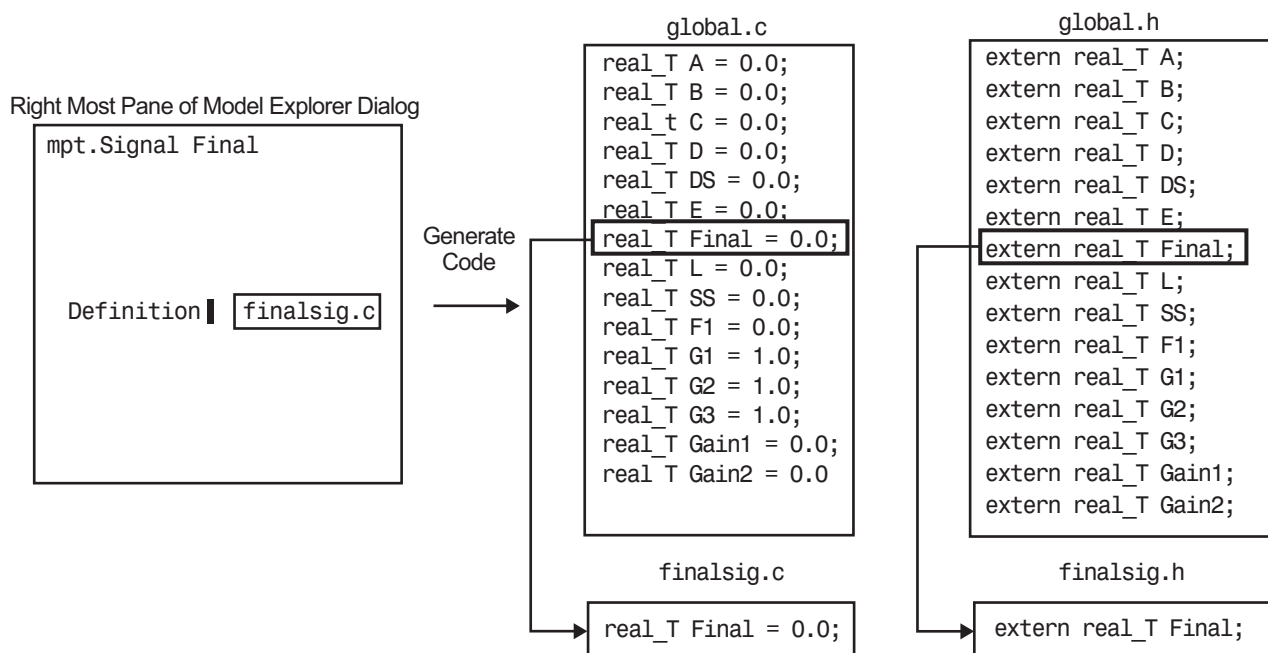 Right Most Pane of Model Explorer Dialog
mpt.Signal Final
Definition
finalsig.c
Generate
Code
global.c
real_T A = 0.0;
real_T B = 0.0;
real_t C = 0.0;
real_T D = 0.0;
real_T DS = 0.0;
real_T E = 0.0;
real_T Final = 0.0;
real_T L = 0.0;
real_T SS = 0.0;
real_T F1 = 0.0;
real_T G1 = 1.0;
real_T G2 = 1.0;
real_T G3 = 1.0;
real_T Gain1 = 0.0;
real T Gain2 = 0.0
finalsig.c
real_T Final = 0.0;
global.h
extern real_T A;
extern real_T B;
extern real_T C;
extern real_T D;
extern real_T DS;
extern real_T E;
extern real_T Final;
extern real_T L;
extern real_T SS;
extern real_T F1;
extern real_T G1;
extern real_T G2;
extern real_T G3;
extern real_T Gain1;
extern real_T Gain2;
finalsig.h
extern real_T Final;